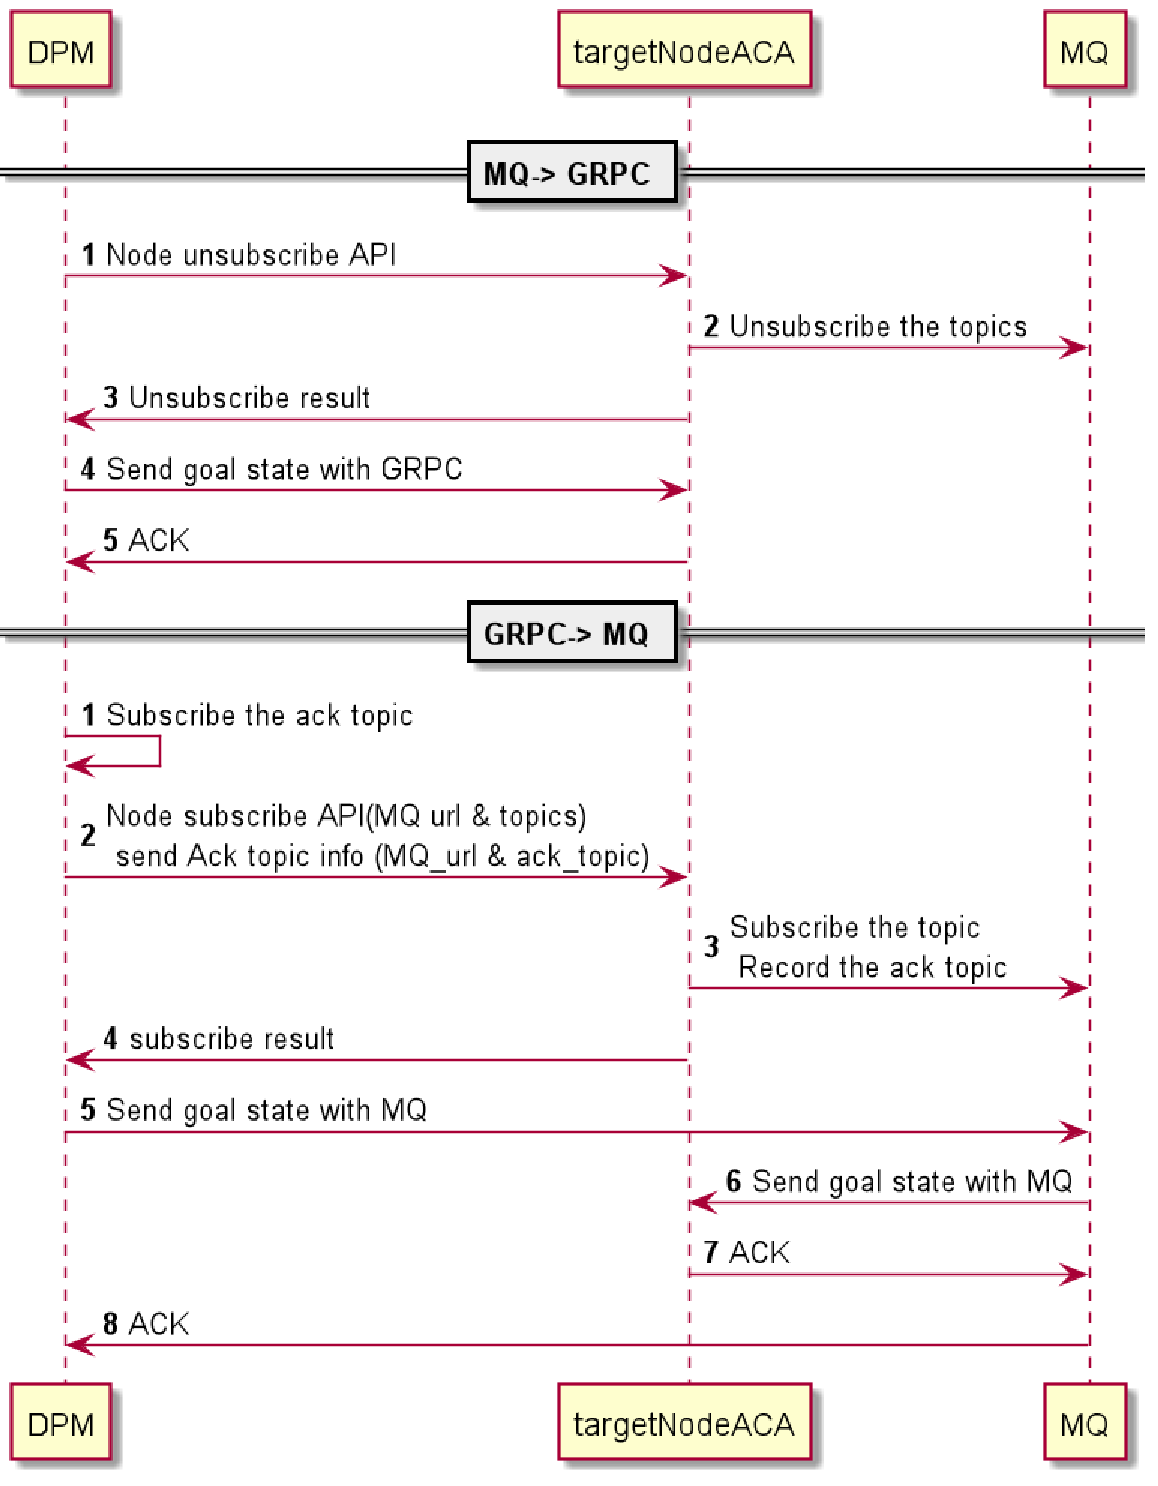 DPM
targetNodeACA
MQ
MQ-> GRPC
1 Node unsubscribe API
2 Unsubscribe the topics
3 Unsubscribe result
4 Send goal state with GRPC
5 ACK
GRPC-> MQ
1 Subscribe the ack topic
2 Node subscribe API(MQ url & topics)
send Ack topic info (MQ_url & ack_topic)
3 Subscribe the topic
Record the ack topic
4 subscribe result
5 Send goal state with MQ
6 Send goal state with MQ
7 ACK
8 ACK
DPM
targetNodeACA
MQ